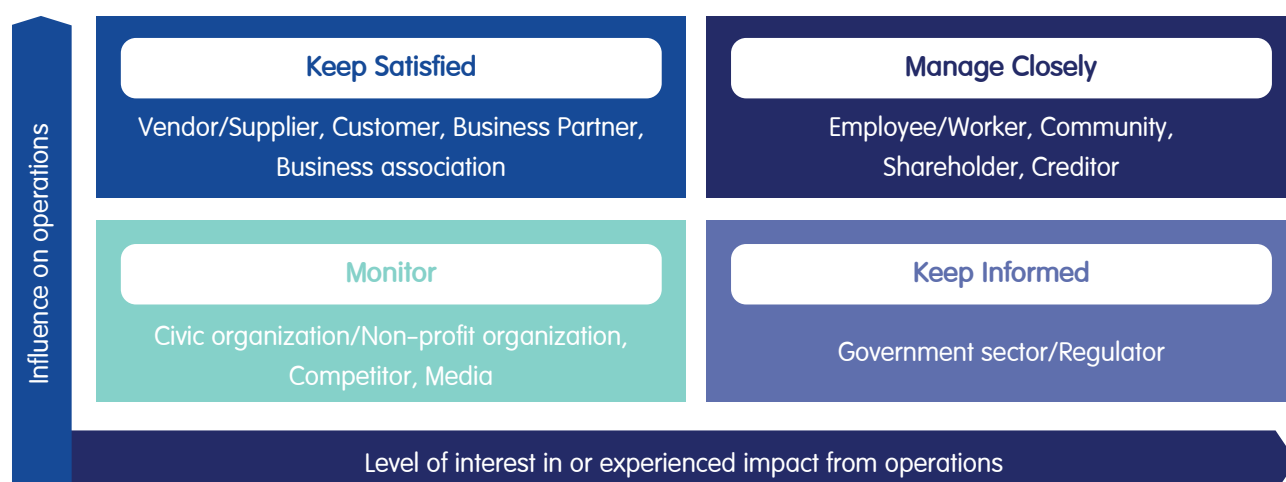 Influence on operations
Keep Satisfied
Vendor/Supplier, Customer, Business Partner,
Business association
Manage Closely
Employee/Worker, Community,
Shareholder, Creditor
Monitor
Civic organization/Non-profit organization,
Competitor, Media
Keep Informed
Government sector/Regulator
Level of interest in or experienced impact from operations